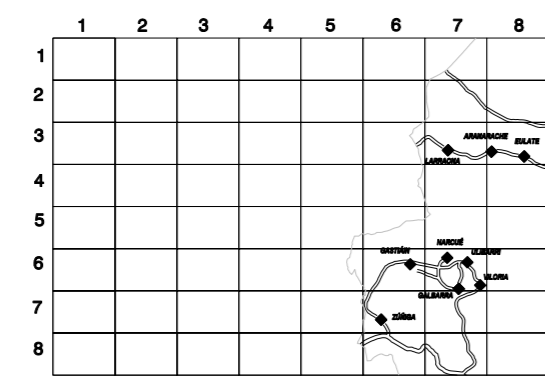 1 2 3 4 5 6 7 8
1
2
3
ARANARACHE
EULATE
LARRAONA
4
5
NARCUÉ
GASTIÁIN
ULIBARRI
6
VILORIA
GALBARRA
7
ZÚÑIGA
8